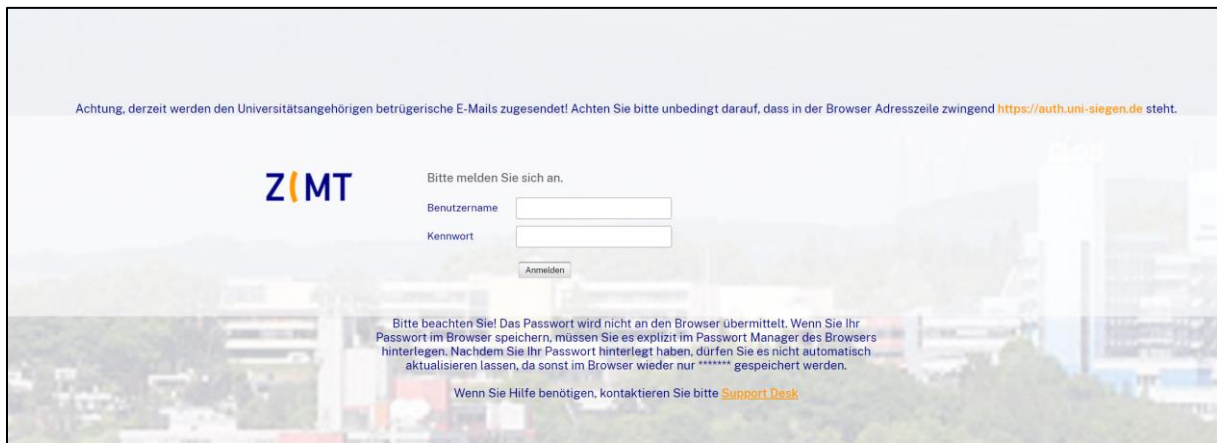 Achtung, derzeit werden den Universitätsangehörigen betrügerische E-Mails zugesendet! Achten Sie bitte unbedingt darauf, dass in der Browser Adresszeile zwingend https://auth.uni-siegen.de steht.
ZIMT
Bitte melden Sie sich an.
Benutzername
Kennwort
Anmelden
Bitte beachten Sie! Das Passwort wird nicht an den Browser übermittelt. Wenn Sie Ihr
Passwort im Browser speichern, müssen Sie es explizit im Passwort Manager des Browsers
hinterlegen. Nachdem Sie Ihr Passwort hinterlegt haben, dürfen Sie es nicht automatisch
aktualisieren lassen, da sonst im Browser wieder nur ******* gespeichert werden.
Wenn Sie Hilfe benötigen, kontaktieren Sie bitte Support Desk